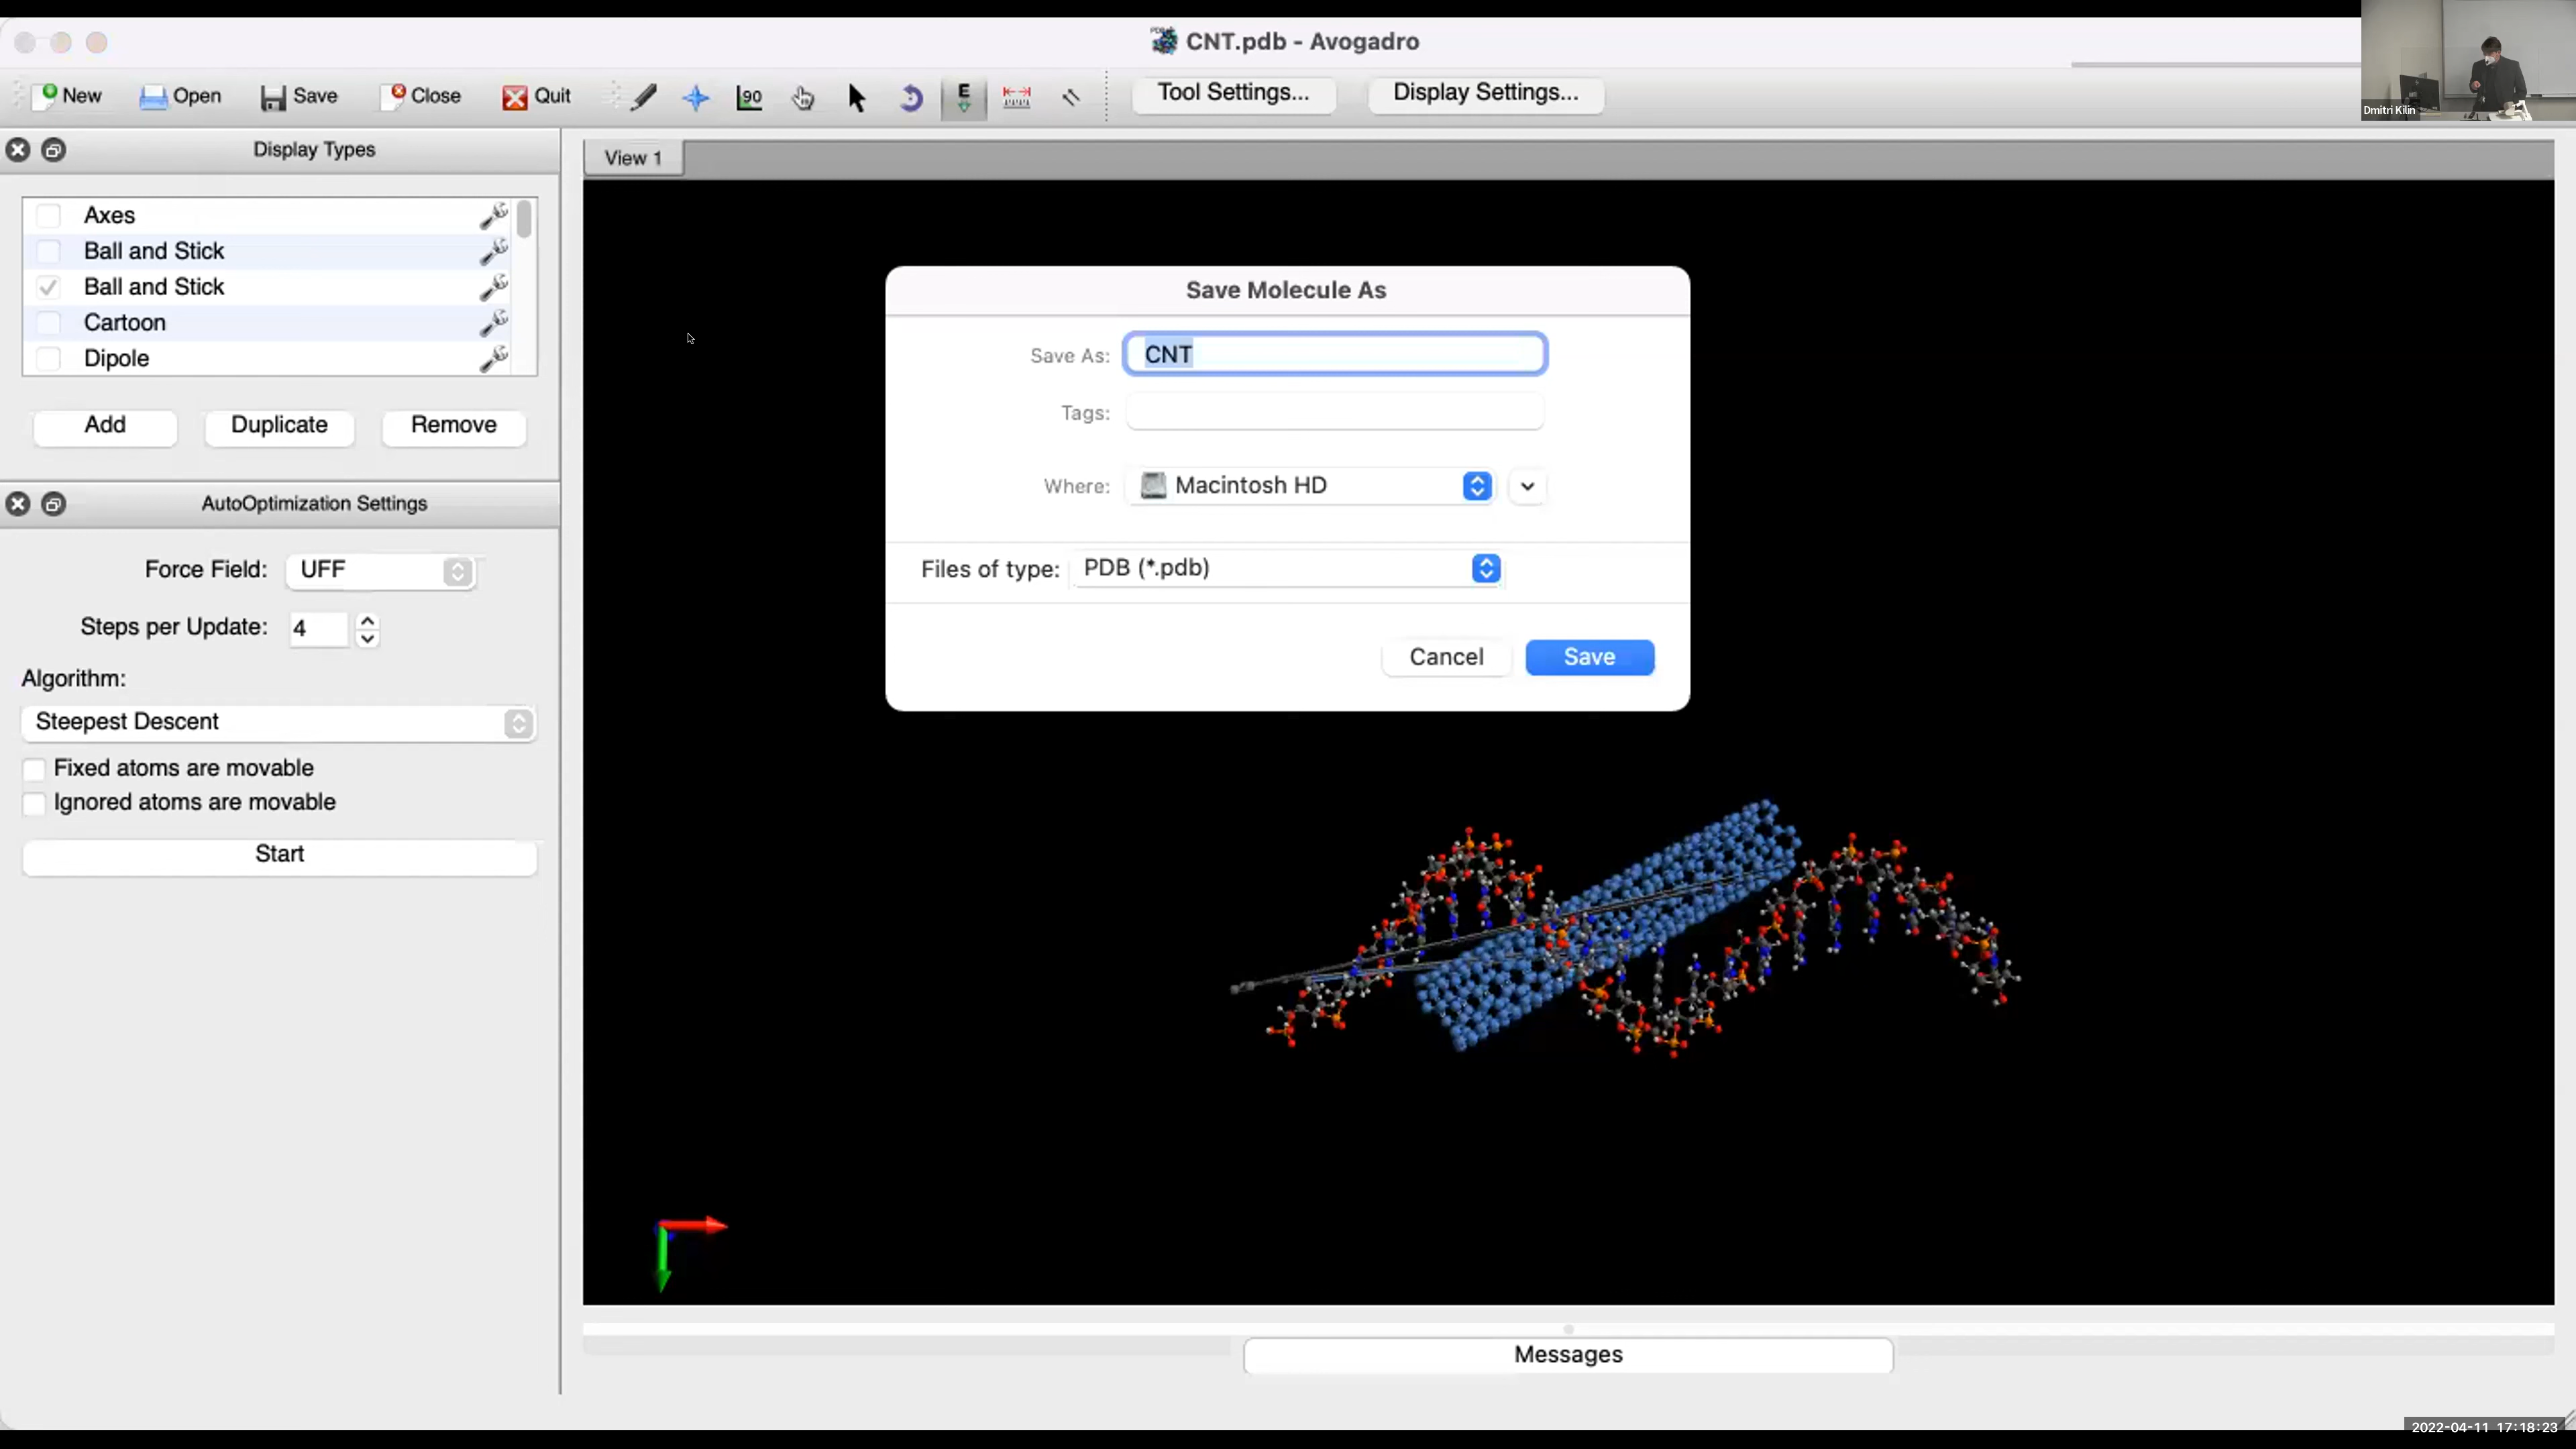 CNT.pdb - Avogadro
New
Open
Save
Close
Quit
90
E
Tool Settings...
Display Settings...
Dmitri Kilin
Display Types
View 1
Axes
Ball and Stick
Ball and Stick
Cartoon
Dipole
Add
Duplicate
Remove
AutoOptimization Settings
Force Field: UFF
Steps per Update: 4
Algorithm:
Steepest Descent
Fixed atoms are movable
Ignored atoms are movable
Start
Save Molecule As
Save As: CNT
Tags:
Where: Macintosh HD
Files of type: PDB (*.pdb)
Cancel
Save
Messages
2022-04-11 17:18:23